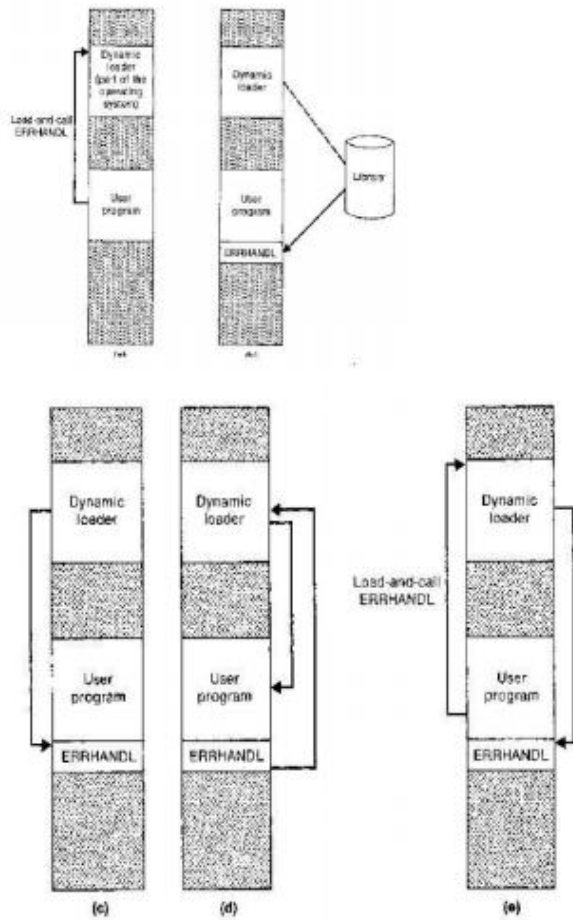 Dynamic
loader
(part of the
operating
system)
Load-and-call
ERRHANDL
User
program
(a)
Dynamic
loader
Library
User
program
ERRHANDL
Dynamic
loader
User
program
ERRHANDL
(c)
Dynamic
loader
User
program
ERRHANDL
(d)
Dynamic
loader
Load-and-call
ERRHANDL
User
program
ERRHANDL
(e)